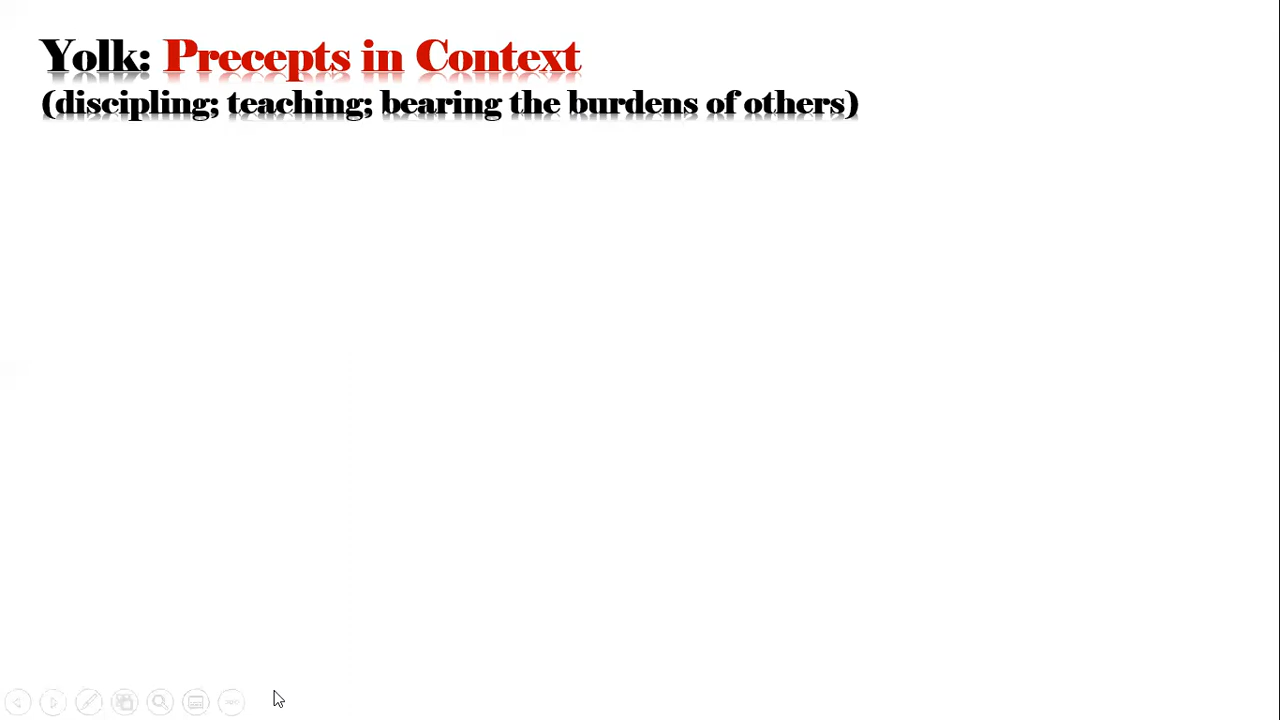 Yolk: Precepts in Context
(discipling; teaching; bearing the burdens of others)